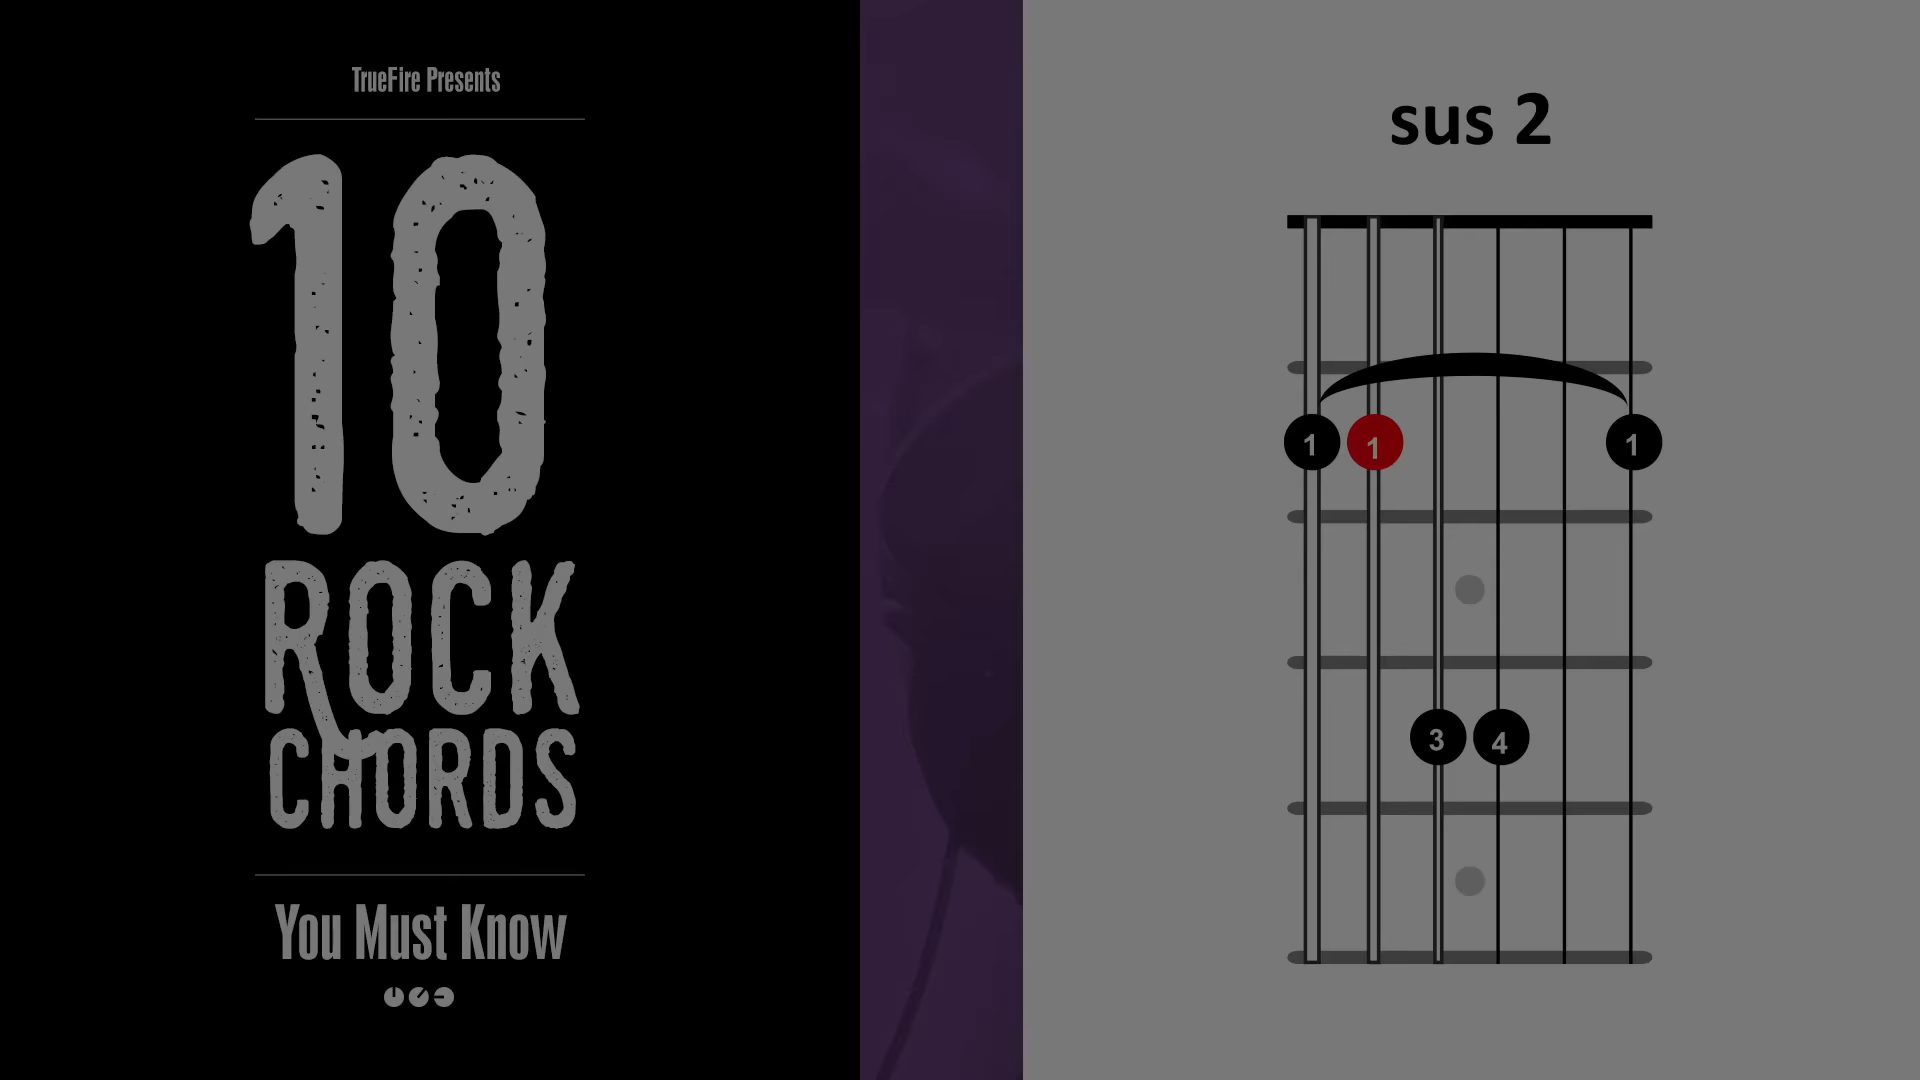 TrueFire Presents
10
ROCK
CHORDS
You Must Know
sus 2
1 1 1
3 4